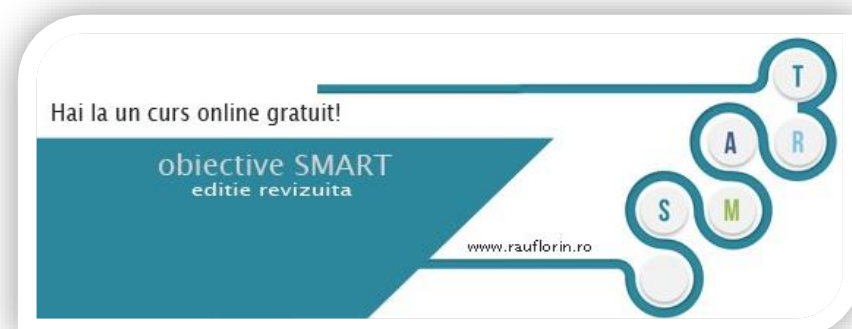 Hai la un curs online gratuit!
obiective SMART
editie revizuita
www.rauflorin.ro
S
M
A
R
T